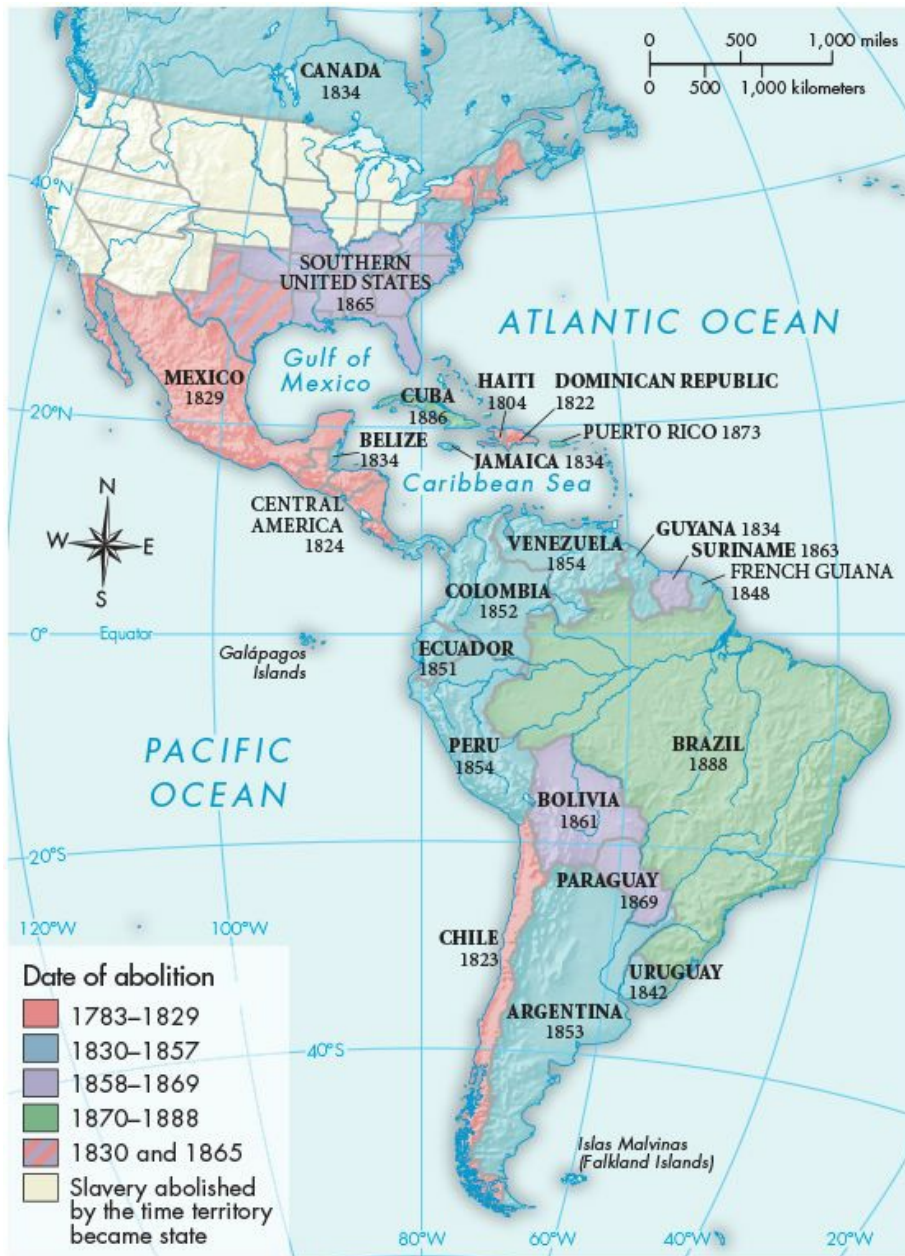 0 500 1,000 miles
0 500 1,000 kilometers
CANADA
1834
40°N
SOUTHERN
UNITED STATES
1865
ATLANTIC OCEAN
Gulf of
Mexico
MEXICO
1829
CUBA
1886
HAITI
1804
DOMINICAN REPUBLIC
1822
20°N
PUERTO RICO 1873
BELIZE
1834
JAMAICA 1834
Caribbean Sea
CENTRAL
AMERICA
1824
N
W
E
S
VENEZUELA
1854
GUYANA 1834
SURINAME 1863
FRENCH GUIANA
1848
COLOMBIA
1852
0°
Equator
Galápagos
Islands
ECUADOR
1851
PACIFIC
OCEAN
PERU
1854
BRAZIL
1888
BOLIVIA
1861
20°S
PARAGUAY
1869
120°W
100°W
CHILE
1823
URUGUAY
1842
ARGENTINA
1853
40°S
Date of abolition
1783–1829
1830–1857
1858–1869
1870–1888
1830 and 1865
Slavery abolished
by the time territory
became state
Islas Malvinas
(Falkland Islands)
80°W
60°W
40°W
20°W